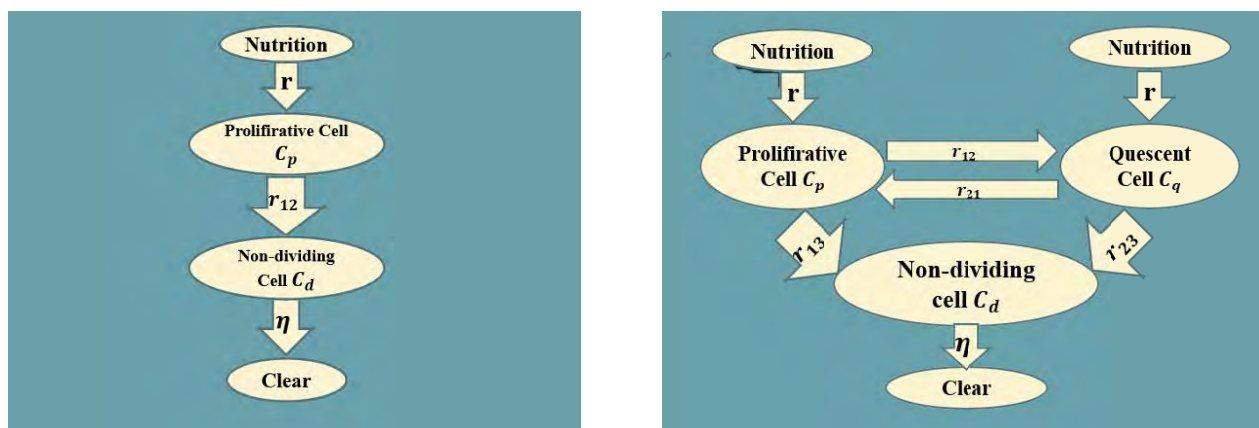 Nutrition
r
Prolifirative Cell
C_p
r_12
Non-dividing
Cell C_d
η
Clear
Nutrition
Nutrition
r
r
Prolifirative
Cell C_p
r_12
r_21
Quescent
Cell C_q
r_13
r_23
Non-dividing
cell C_d
η
Clear